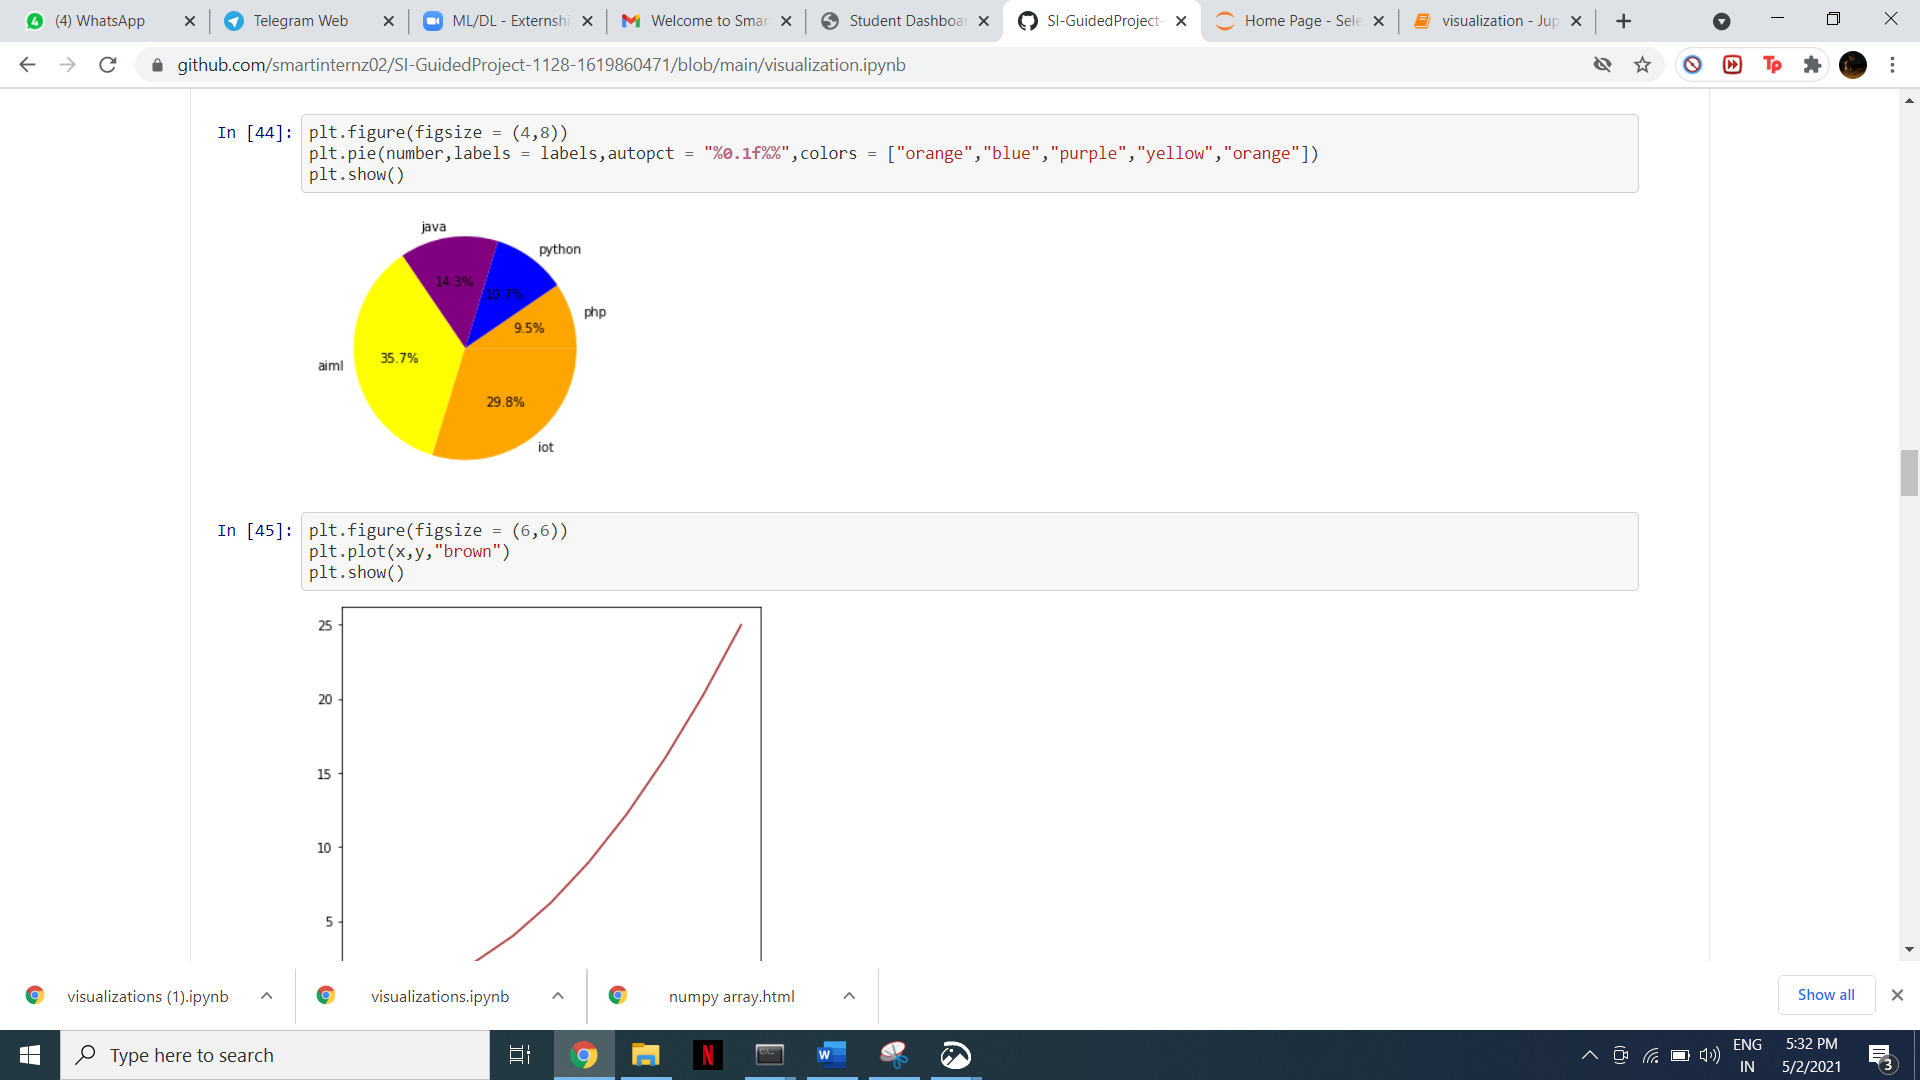 (4) WhatsApp
Telegram Web
ML/DL - Externshi
Welcome to Smar
Student Dashboa
SI-GuidedProject-
Home Page - Sele
visualization - Jup
github.com/smartinternz02/SI-GuidedProject-1128-1619860471/blob/main/visualization.ipynb
Tp
In [44]:
plt.figure(figsize = (4,8))
plt.pie(number,labels = labels,autopct = "%0.1f%%",colors = ["orange","blue","purple","yellow","orange"])
plt.show()
java
python
14.3%
10.7%
php
9.5%
35.7%
aiml
29.8%
iot
In [45]:
plt.figure(figsize = (6,6))
plt.plot(x,y,"brown")
plt.show()
25
20
15
10
5
visualizations (1).ipynb
visualizations.ipynb
numpy array.html
Show all
Type here to search
N
W
ENG
IN
5:32 PM
5/2/2021
3